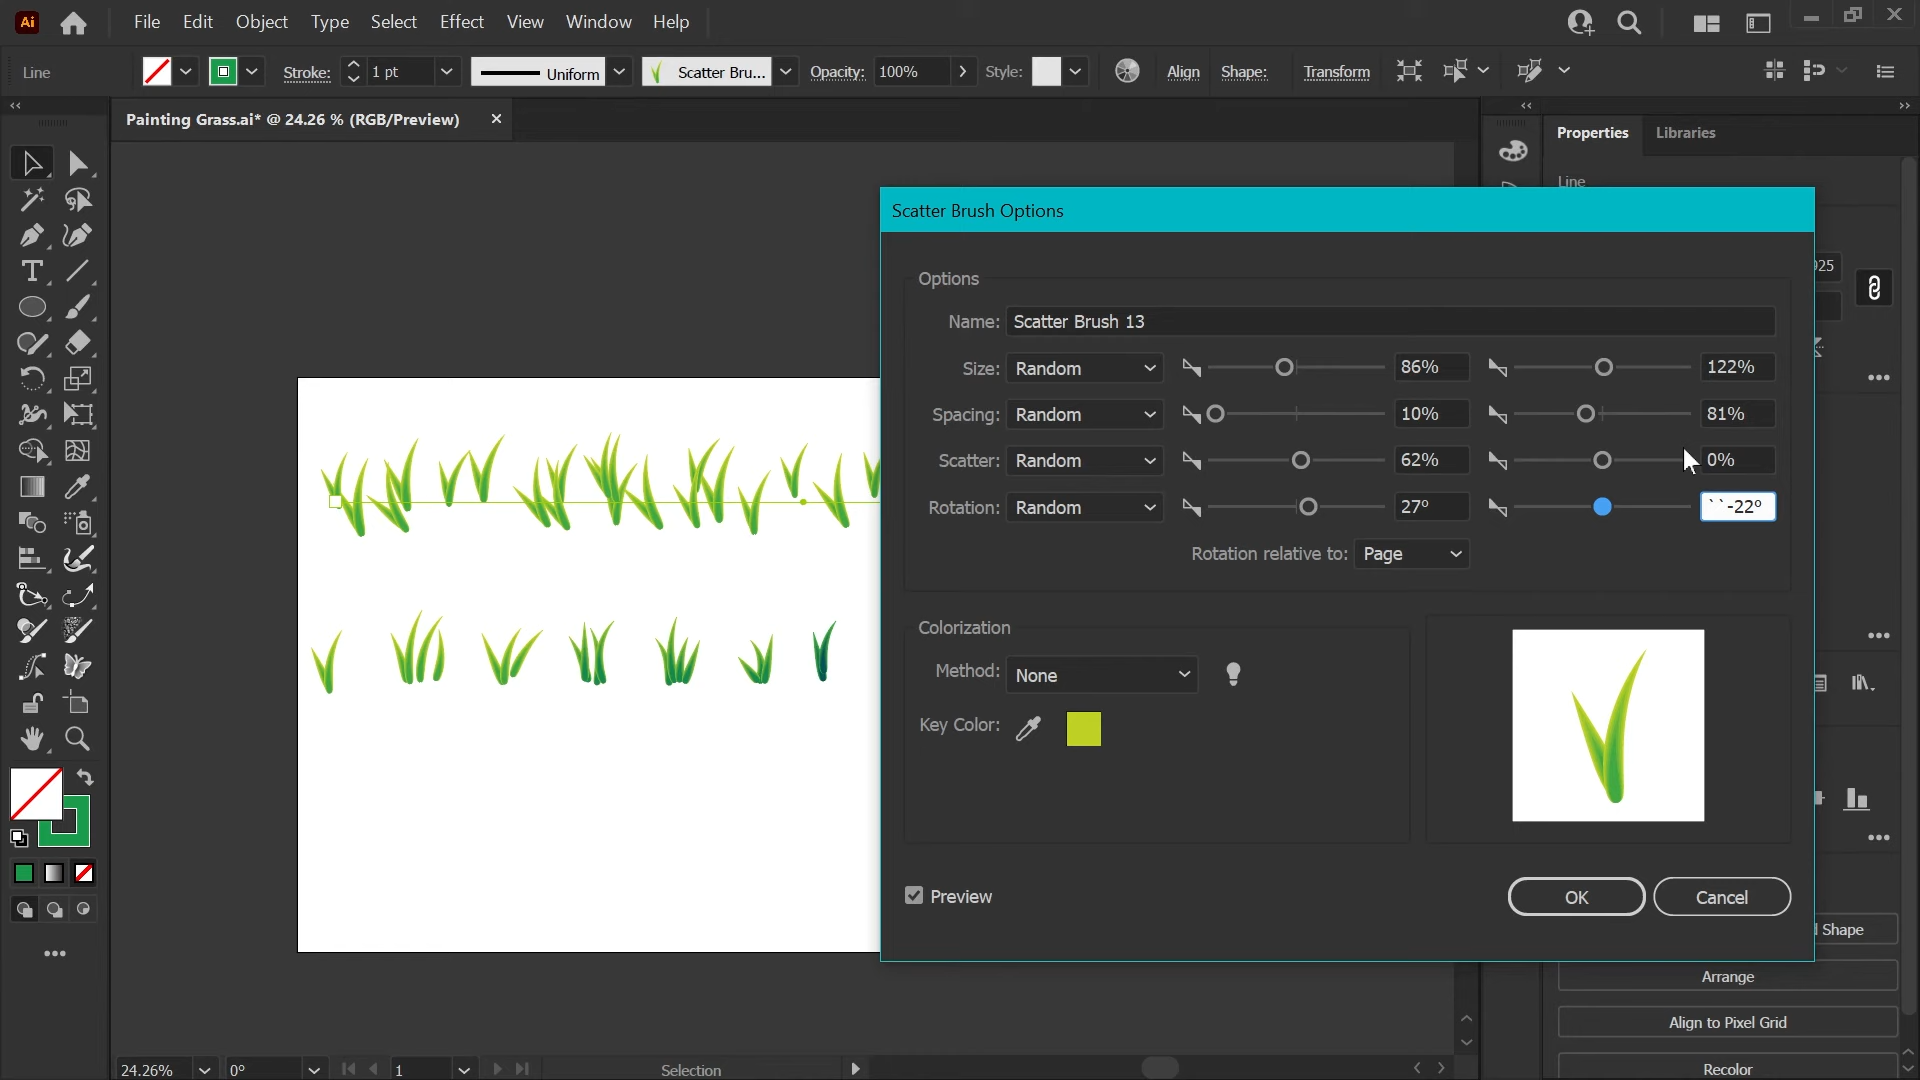 Ai File Edit Object Type Select Effect View Window Help
Line Stroke: 1 pt Uniform Scatter Bru... Opacity: 100% Style: Align Shape: Transform
Painting Grass.ai* @ 24.26 % (RGB/Preview)
Properties Libraries
Line
Scatter Brush Options
Options
Name: Scatter Brush 13
Size: Random 86% 122%
Spacing: Random 10% 81%
Scatter: Random 62% 0%
Rotation: Random 27º ``-22º
Rotation relative to: Page
Colorization
Method: None
Key Color:
Preview
OK Cancel
Shape
Arrange
Align to Pixel Grid
Recolor
24.26% 0º 1 Selection